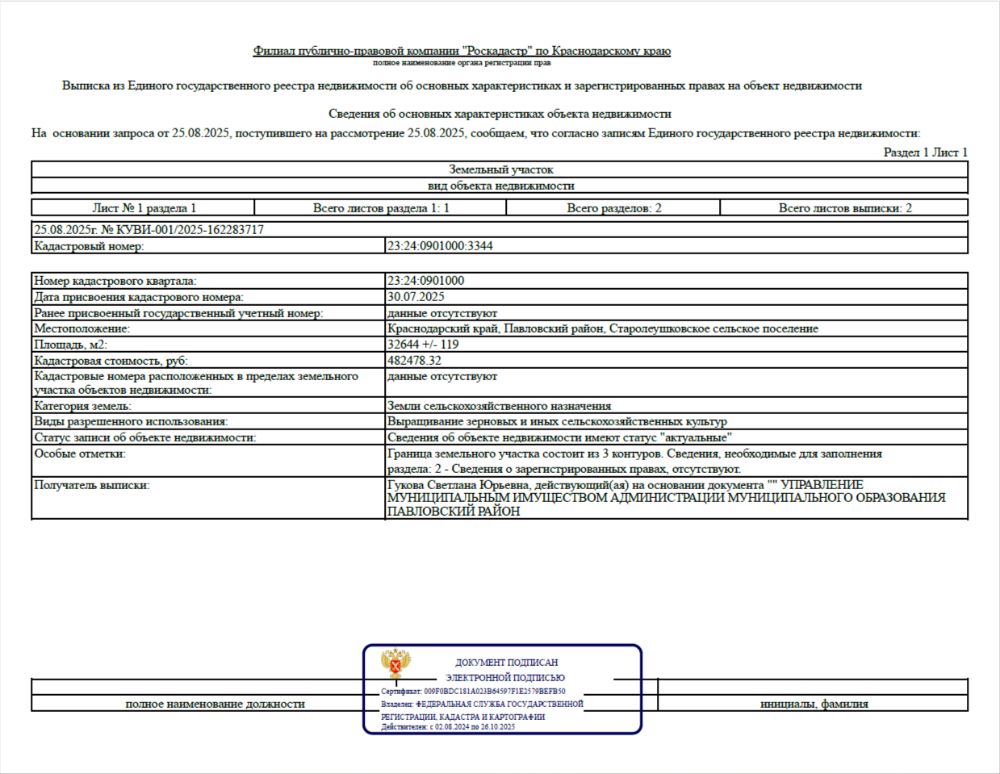 Филиал публично-правовой компании "Роскадастр" по Краснодарскому краю
полное наименование органа регистрации прав
Выписка из Единого государственного реестра недвижимости об основных характеристиках и зарегистрированных правах на объект недвижимости
Сведения об основных характеристиках объекта недвижимости
На основании запроса от 25.08.2025, поступившего на рассмотрение 25.08.2025, сообщаем, что согласно записям Единого государственного реестра недвижимости:
Раздел 1 Лист 1
Земельный участок
вид объекта недвижимости
Лист № 1 раздела 1 Всего листов раздела 1: 1 Всего разделов: 2 Всего листов выписки: 2
25.08.2025г. № КУВИ-001/2025-162283717
Кадастровый номер: 23:24:0901000:3344
Номер кадастрового квартала: 23:24:0901000
Дата присвоения кадастрового номера: 30.07.2025
Ранее присвоенный государственный учетный номер: данные отсутствуют
Местоположение: Краснодарский край, Павловский район, Старолеушковское сельское поселение
Площадь, м2: 32644 +/- 119
Кадастровая стоимость, руб: 482478.32
Кадастровые номера расположенных в пределах земельного данные отсутствуют
участка объектов недвижимости:
Категория земель: Земли сельскохозяйственного назначения
Виды разрешенного использования: Выращивание зерновых и иных сельскохозяйственных культур
Статус записи об объекте недвижимости: Сведения об объекте недвижимости имеют статус "актуальные"
Особые отметки: Граница земельного участка состоит из 3 контуров. Сведения, необходимые для заполнения
раздела: 2 - Сведения о зарегистрированных правах, отсутствуют.
Получатель выписки: Гукова Светлана Юрьевна, действующий(ая) на основании документа "" УПРАВЛЕНИЕ
МУНИЦИПАЛЬНЫМ ИМУЩЕСТВОМ АДМИНИСТРАЦИИ МУНИЦИПАЛЬНОГО ОБРАЗОВАНИЯ
ПАВЛОВСКИЙ РАЙОН
ДОКУМЕНТ ПОДПИСАН
ЭЛЕКТРОННОЙ ПОДПИСЬЮ
Сертификат: 009F0BDC181A023B64597F1E2579BEFB50
Владелец: ФЕДЕРАЛЬНАЯ СЛУЖБА ГОСУДАРСТВЕННОЙ
РЕГИСТРАЦИИ, КАДАСТРА И КАРТОГРАФИИ
Действителен: с 02.08.2024 по 26.10.2025
полное наименование должности инициалы, фамилия